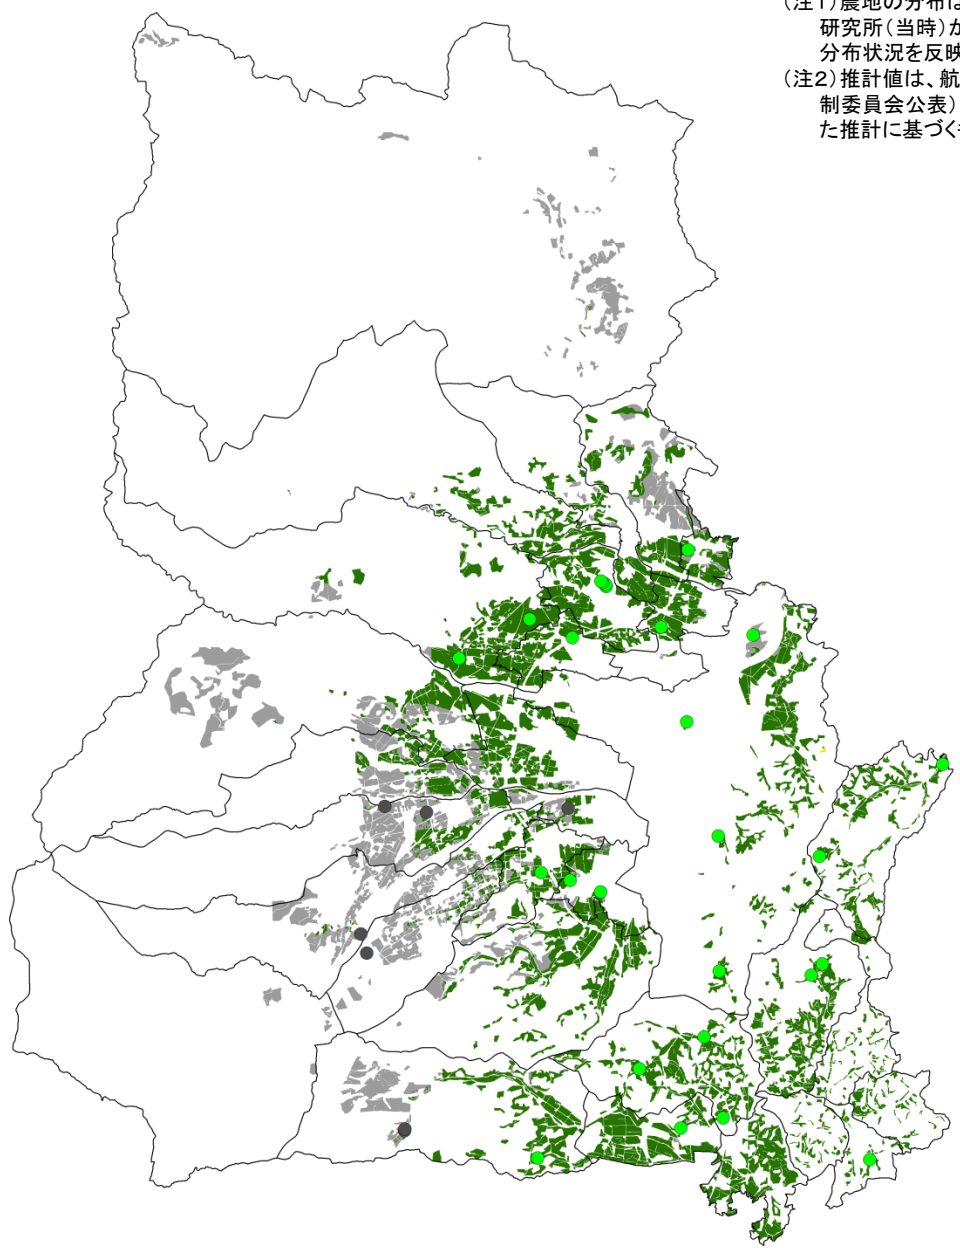 (注1)農地の分布は
研究所(当時)が
分布状況を反映
(注2)推計値は、航
制委員会公表)
た推計に基づく